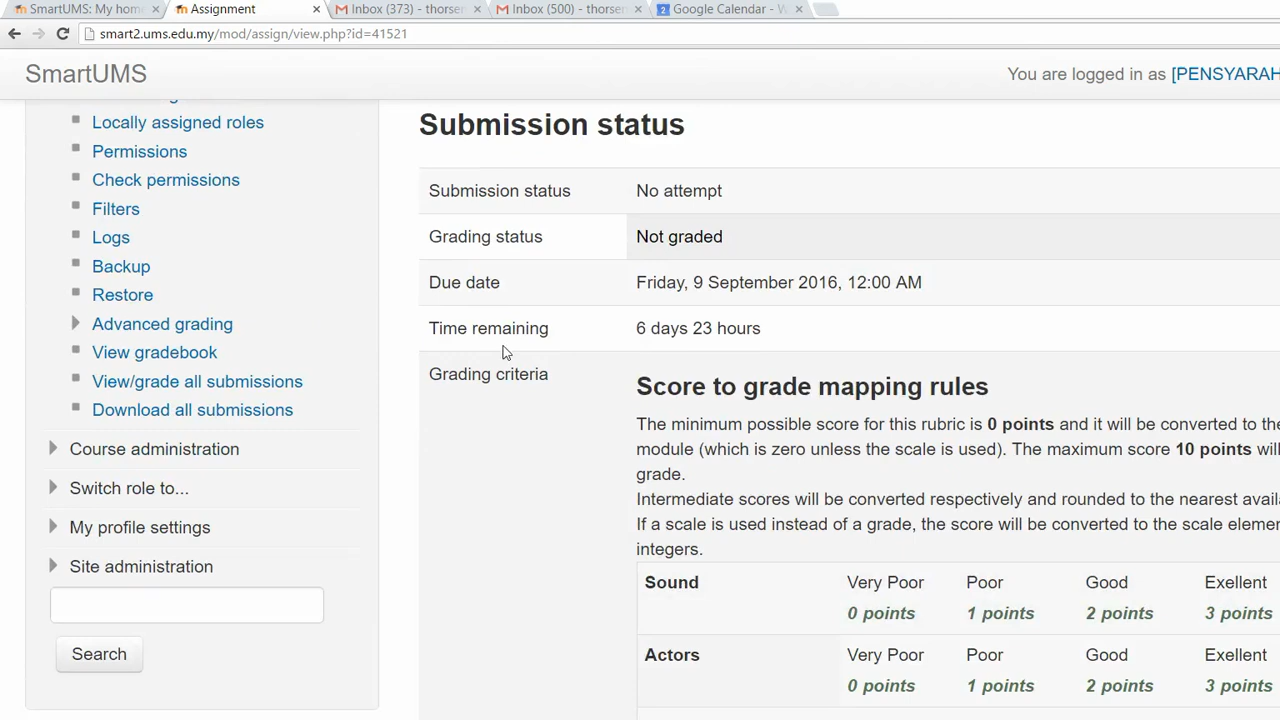 SmartUMS: My hom
Assignment
Inbox (373) - thorsen
Inbox (500) - thorsen
Google Calendar - W
smart2.ums.edu.my/mod/assign/view.php?id=41521
SmartUMS
You are logged in as [PENSYARAH
Locally assigned roles
Permissions
Check permissions
Filters
Logs
Backup
Restore
Advanced grading
View gradebook
View/grade all submissions
Download all submissions
Course administration
Switch role to...
My profile settings
Site administration
Search
Submission status
Submission status No attempt
Grading status Not graded
Due date Friday, 9 September 2016, 12:00 AM
Time remaining 6 days 23 hours
Grading criteria
Score to grade mapping rules
The minimum possible score for this rubric is 0 points and it will be converted to the
module (which is zero unless the scale is used). The maximum score 10 points will
grade.
Intermediate scores will be converted respectively and rounded to the nearest availa
If a scale is used instead of a grade, the score will be converted to the scale elemer
integers.
Sound Very Poor Poor Good Exellent
0 points 1 points 2 points 3 points
Actors Very Poor Poor Good Exellent
0 points 1 points 2 points 3 points